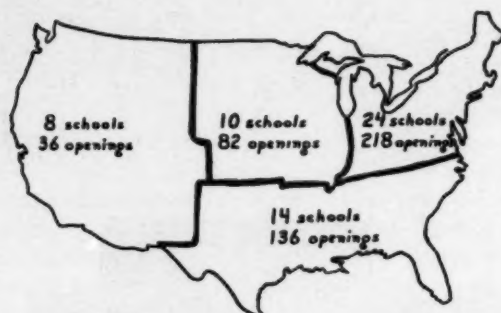 8 schools
36 openings
10 schools
82 openings
24 schools
218 openings
14 schools
136 openings